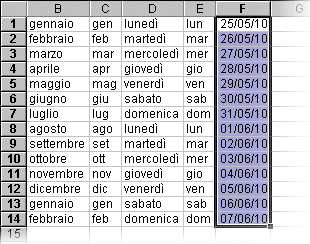 B C D E F G
1 gennaio gen lunedì lun 25/05/10
2 febbraio feb martedì mar 26/05/10
3 marzo mar mercoledì mer 27/05/10
4 aprile apr giovedì gio 28/05/10
5 maggio mag venerdì ven 29/05/10
6 giugno giu sabato sab 30/05/10
7 luglio lug domenica dom 31/05/10
8 agosto ago lunedì lun 01/06/10
9 settembre set martedì mar 02/06/10
10 ottobre ott mercoledì mer 03/06/10
11 novembre nov giovedì gio 04/06/10
12 dicembre dic venerdì ven 05/06/10
13 gennaio gen sabato sab 06/06/10
14 febbraio feb domenica dom 07/06/10
15